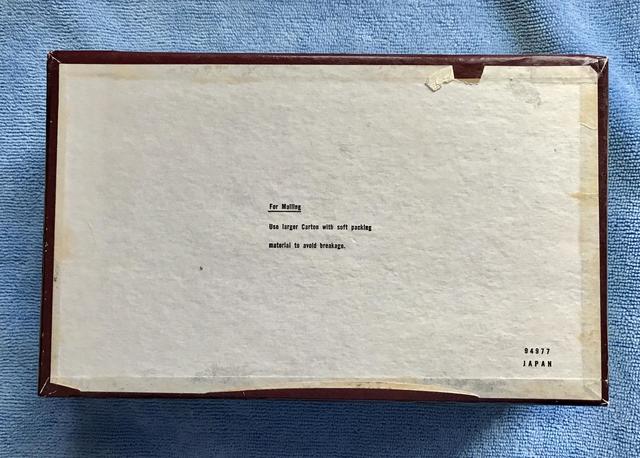 For Mailing
Use larger Carton with soft packing
material to avoid breakage.
94977
JAPAN